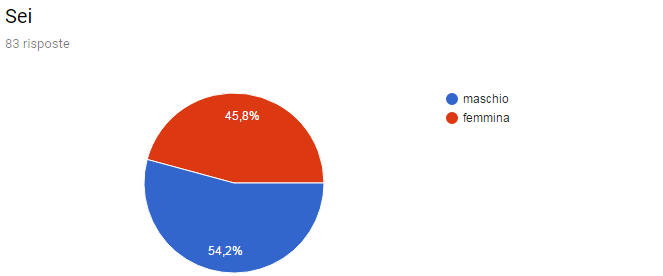 Sei
83 risposte
45,8%
54,2%
maschio
femmina